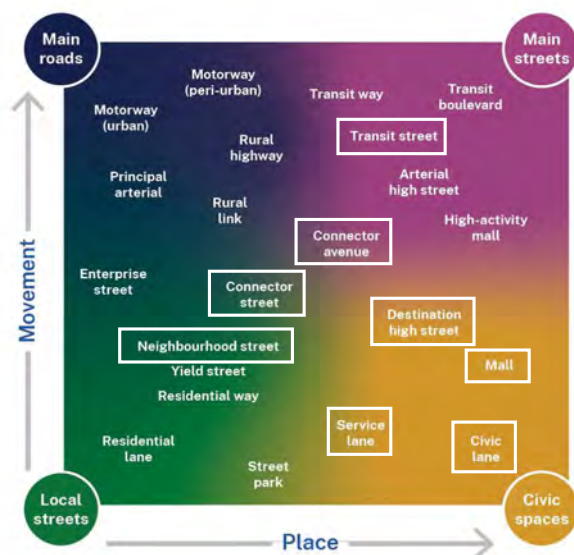 Main
roads
Main
streets
Motorway
(peri-urban)
Transit way
Transit
boulevard
Motorway
(urban)
Transit street
Rural
highway
Principal
arterial
Arterial
high street
Rural
link
High-activity
mall
Connector
avenue
Enterprise
street
Connector
street
Destination
high street
Neighbourhood street
Mall
Yield street
Residential way
Residential
lane
Service
lane
Civic
lane
Street
park
Local
streets
Civic
spaces
Movement
Place